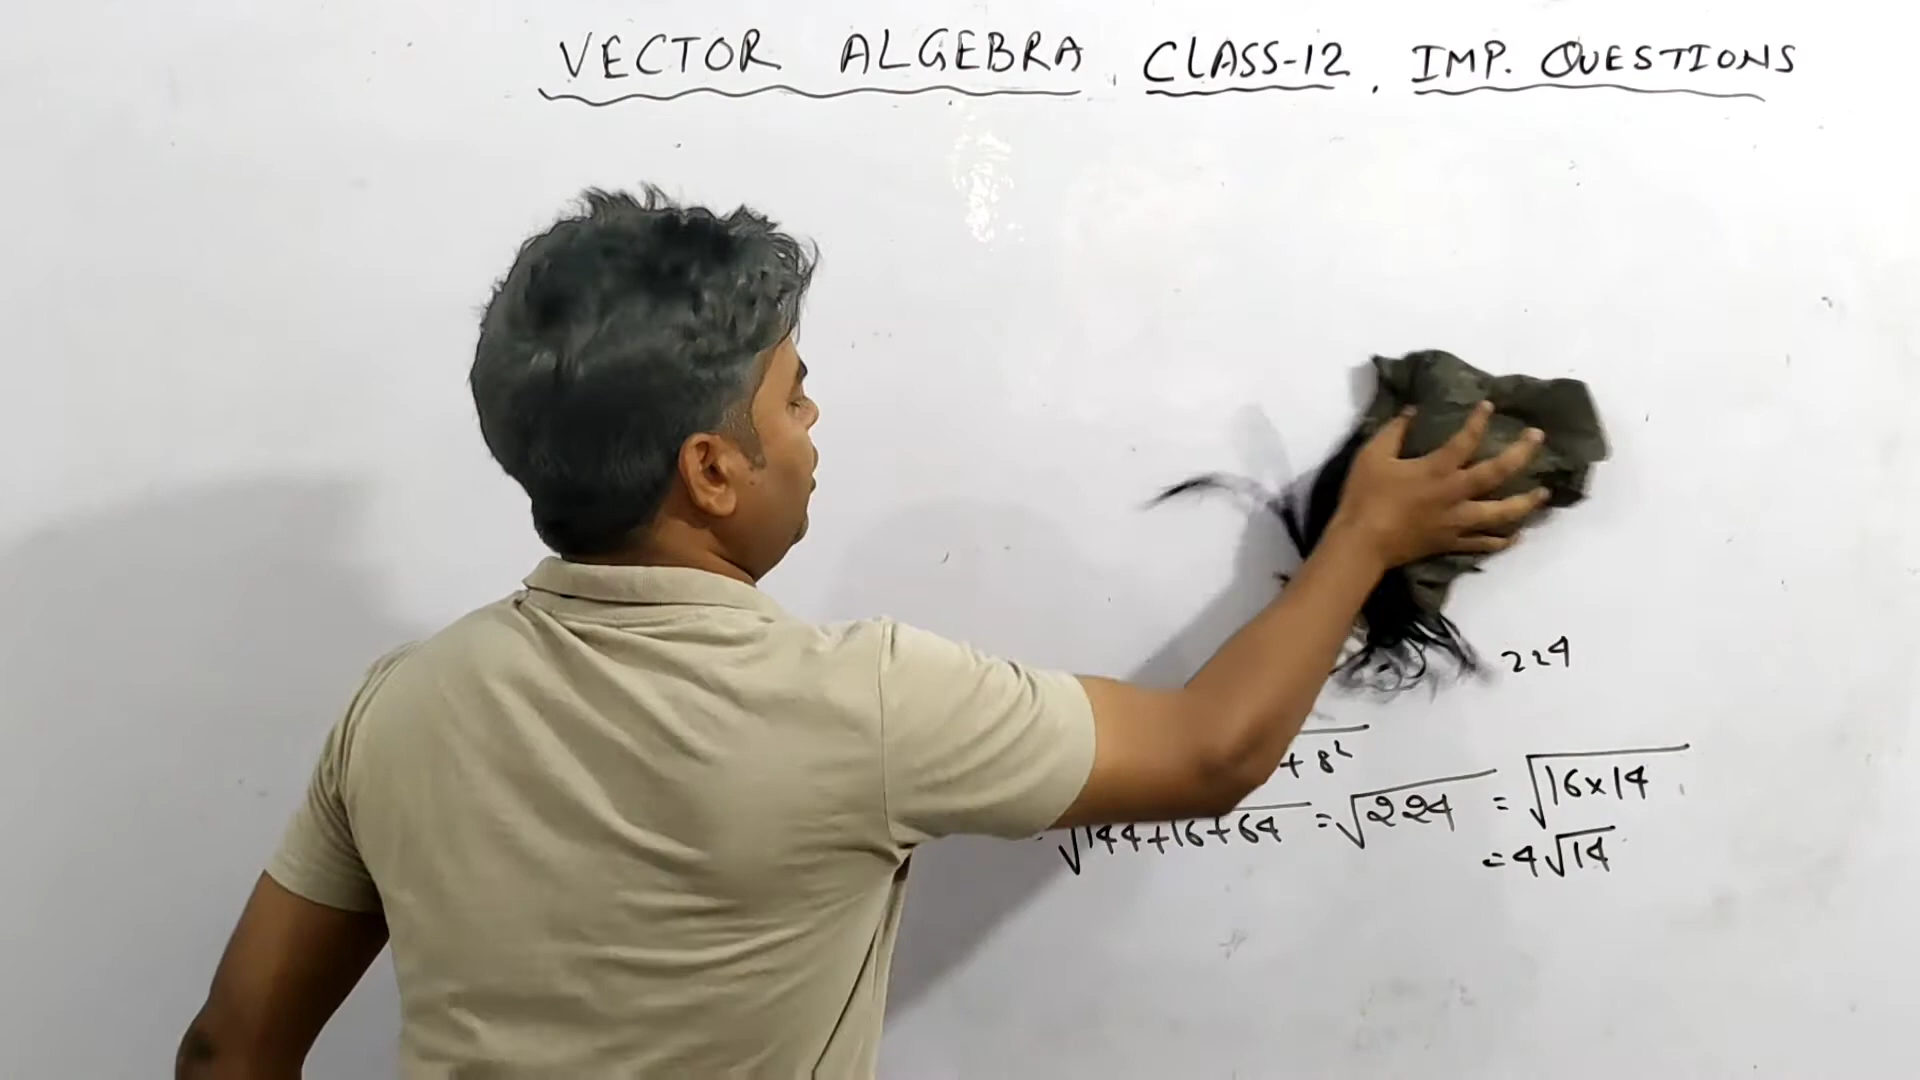 VECTOR ALGEBRA, CLASS-12, IMP. QUESTIONS
224
+ 8²
= √144+16+64 = √224 = √16×14
= 4√14